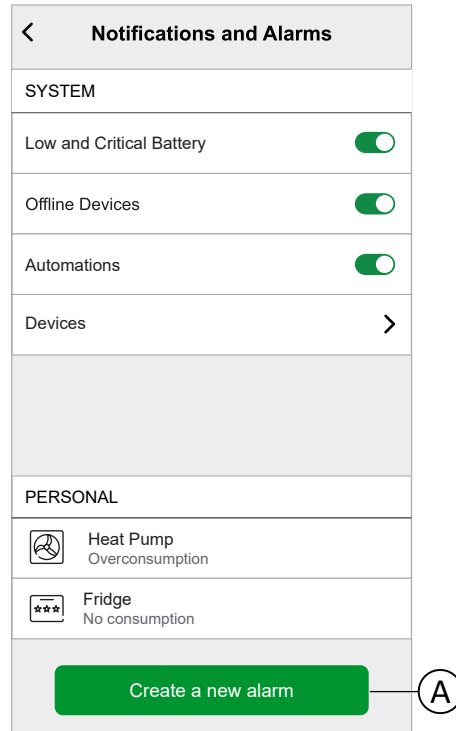 Notifications and Alarms
SYSTEM
Low and Critical Battery
Offline Devices
Automations
Devices
PERSONAL
Heat Pump
Overconsumption
Fridge
No consumption
Create a new alarm
A